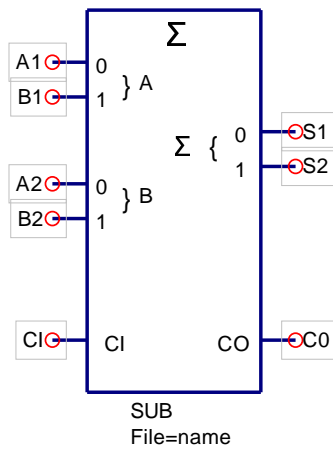 Σ
A1 0
} A
B1 1
0 S1
Σ {
1 S2
A2 0
} B
B2 1
CI CI CO C0
SUB
File=name